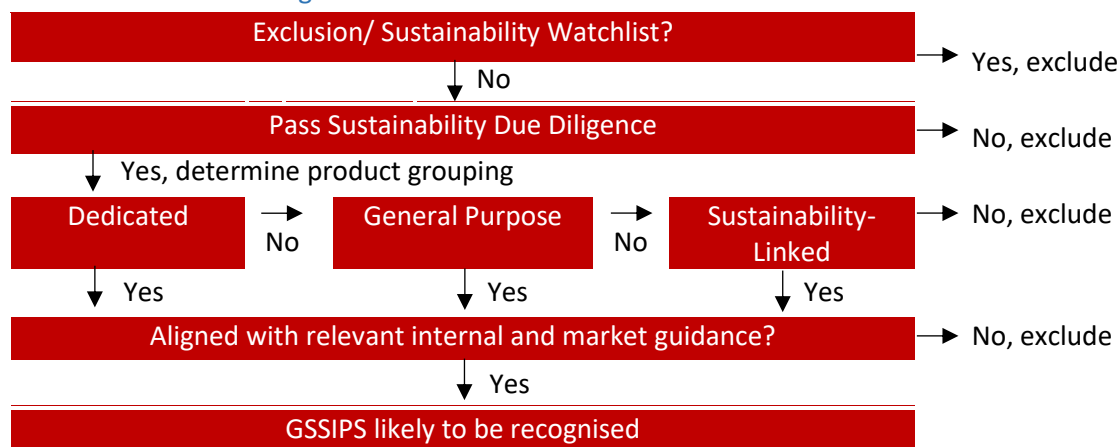 Exclusion/ Sustainability Watchlist?
Yes, exclude
No
Pass Sustainability Due Diligence
No, exclude
Yes, determine product grouping
Dedicated
No
General Purpose
No
Sustainability-
Linked
No, exclude
Yes
Yes
Yes
Aligned with relevant internal and market guidance?
No, exclude
Yes
GSSIPS likely to be recognised